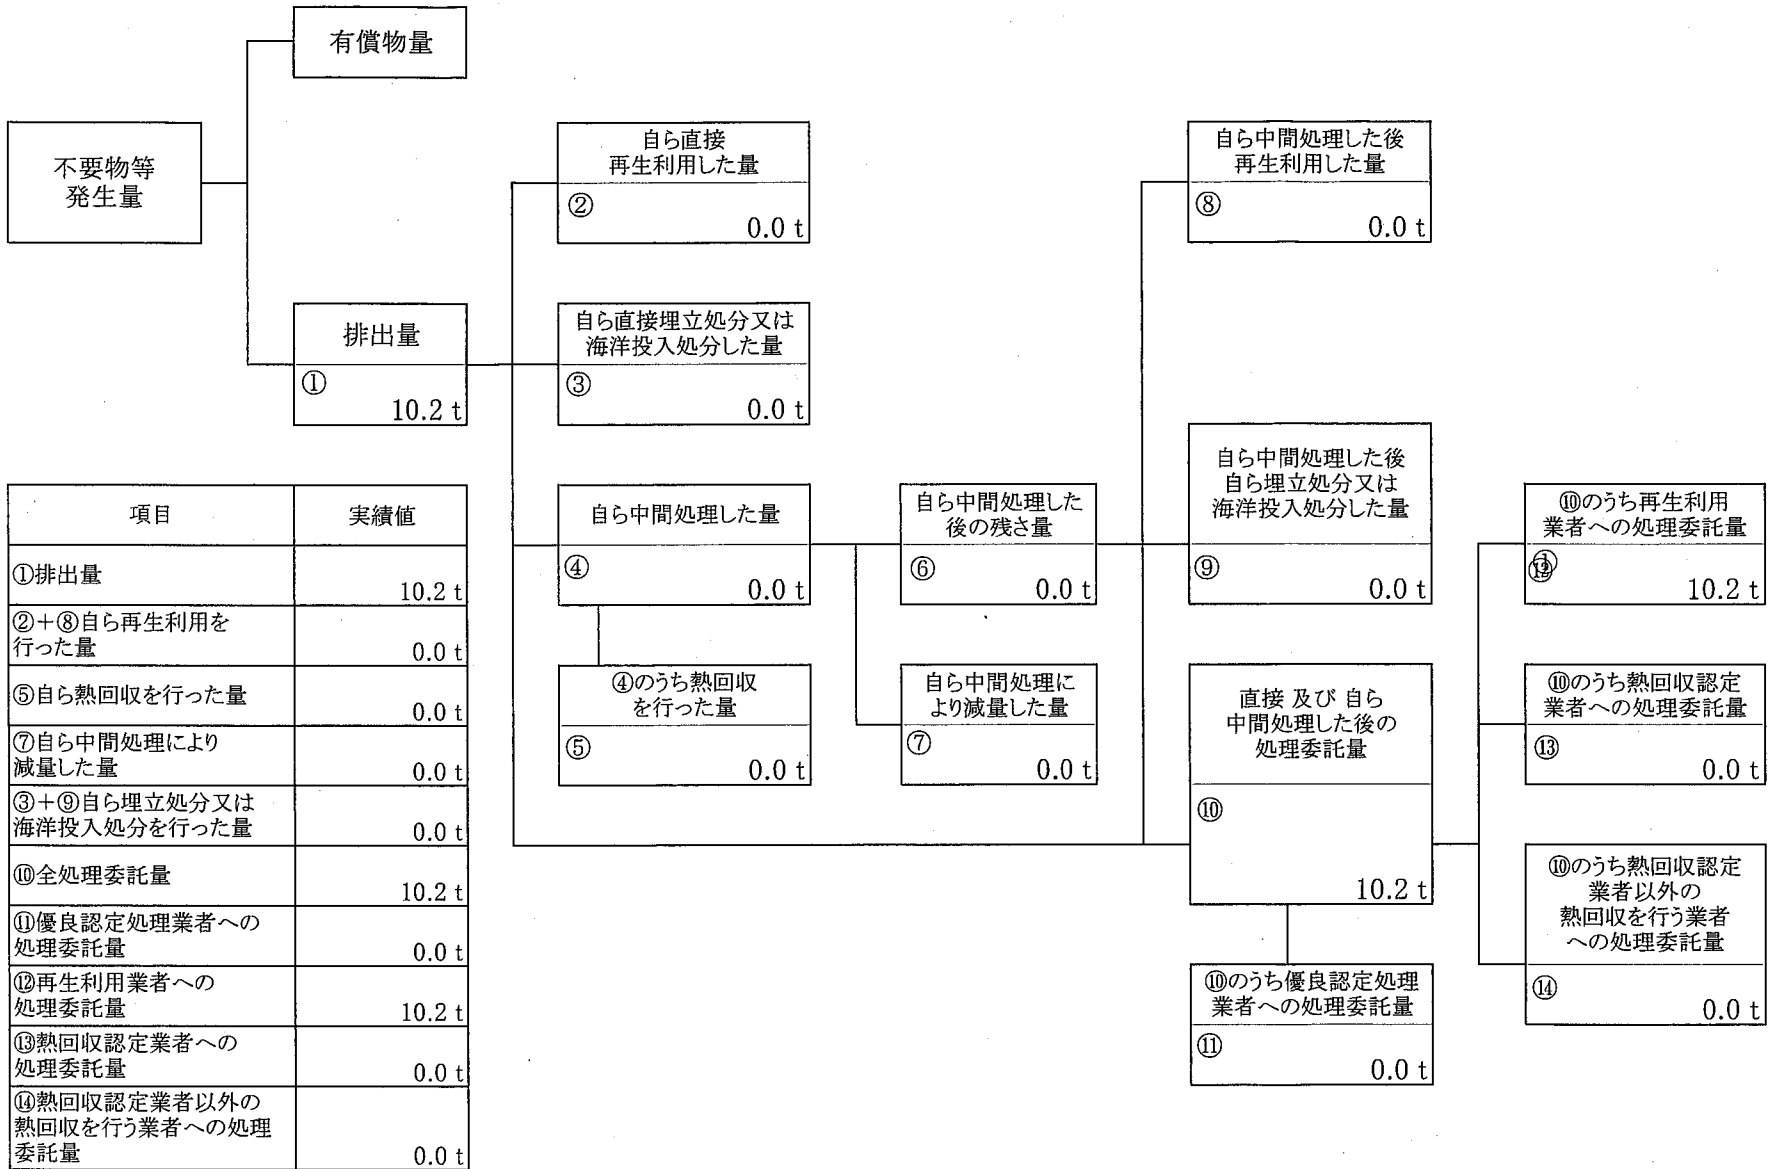 有償物量
不要物等
発生量
排出量
①
10.2 t
自ら直接
再生利用した量
②
0.0 t
自ら直接埋立処分又は
海洋投入処分した量
③
0.0 t
自ら中間処理した量
④
0.0 t
④のうち熱回収
を行った量
⑤
0.0 t
自ら中間処理した
後の残さ量
⑥
0.0 t
自ら中間処理に
より減量した量
⑦
0.0 t
自ら中間処理した後
再生利用した量
⑧
0.0 t
自ら中間処理した後
自ら埋立処分又は
海洋投入処分した量
⑨
0.0 t
直接 及び 自ら
中間処理した後の
処理委託量
⑩
10.2 t
⑩のうち優良認定処理
業者への処理委託量
⑪
0.0 t
⑩のうち再生利用
業者への処理委託量
⑫
10.2 t
⑩のうち熱回収認定
業者への処理委託量
⑬
0.0 t
⑩のうち熱回収認定
業者以外の
熱回収を行う業者
への処理委託量
⑭
0.0 t
項目 実績値
①排出量
10.2 t
②+⑧自ら再生利用を
行った量 0.0 t
⑤自ら熱回収を行った量
0.0 t
⑦自ら中間処理により
減量した量 0.0 t
③+⑨自ら埋立処分又は
海洋投入処分を行った量 0.0 t
⑩全処理委託量
10.2 t
⑪優良認定処理業者への
処理委託量 0.0 t
⑫再生利用業者への
処理委託量 10.2 t
⑬熱回収認定業者への
処理委託量 0.0 t
⑭熱回収認定業者以外の
熱回収を行う業者への処理
委託量 0.0 t